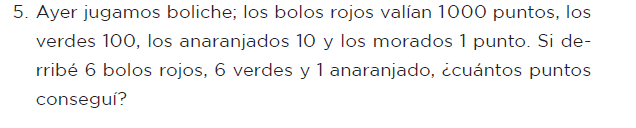 5. Ayer jugamos boliche; los bolos rojos valían 1000 puntos, los
verdes 100, los anaranjados 10 y los morados 1 punto. Si de-
rribé 6 bolos rojos, 6 verdes y 1 anaranjado, ¿cuántos puntos
conseguí?